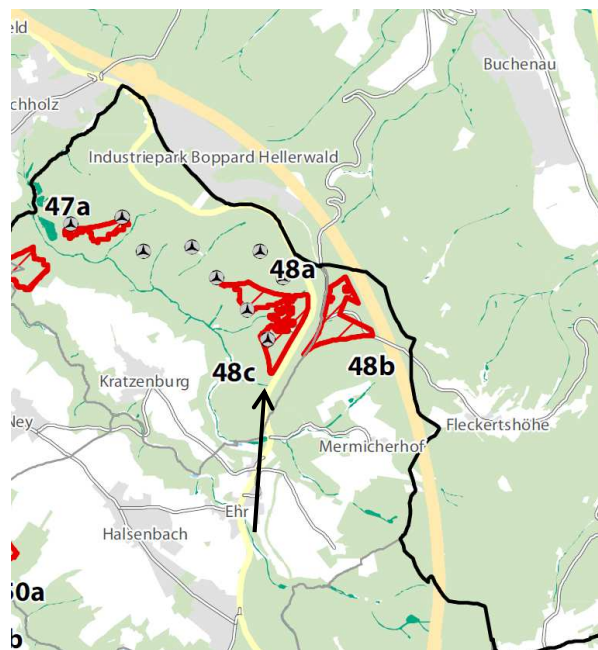 eld
Buchenau
chholz
Industriepark Boppard Hellerwald
47a
48a
48c
48b
Kratzenburg
Ney
Fleckertshöhe
Mermicherhof
Ehr
Halsenbach
50a
b